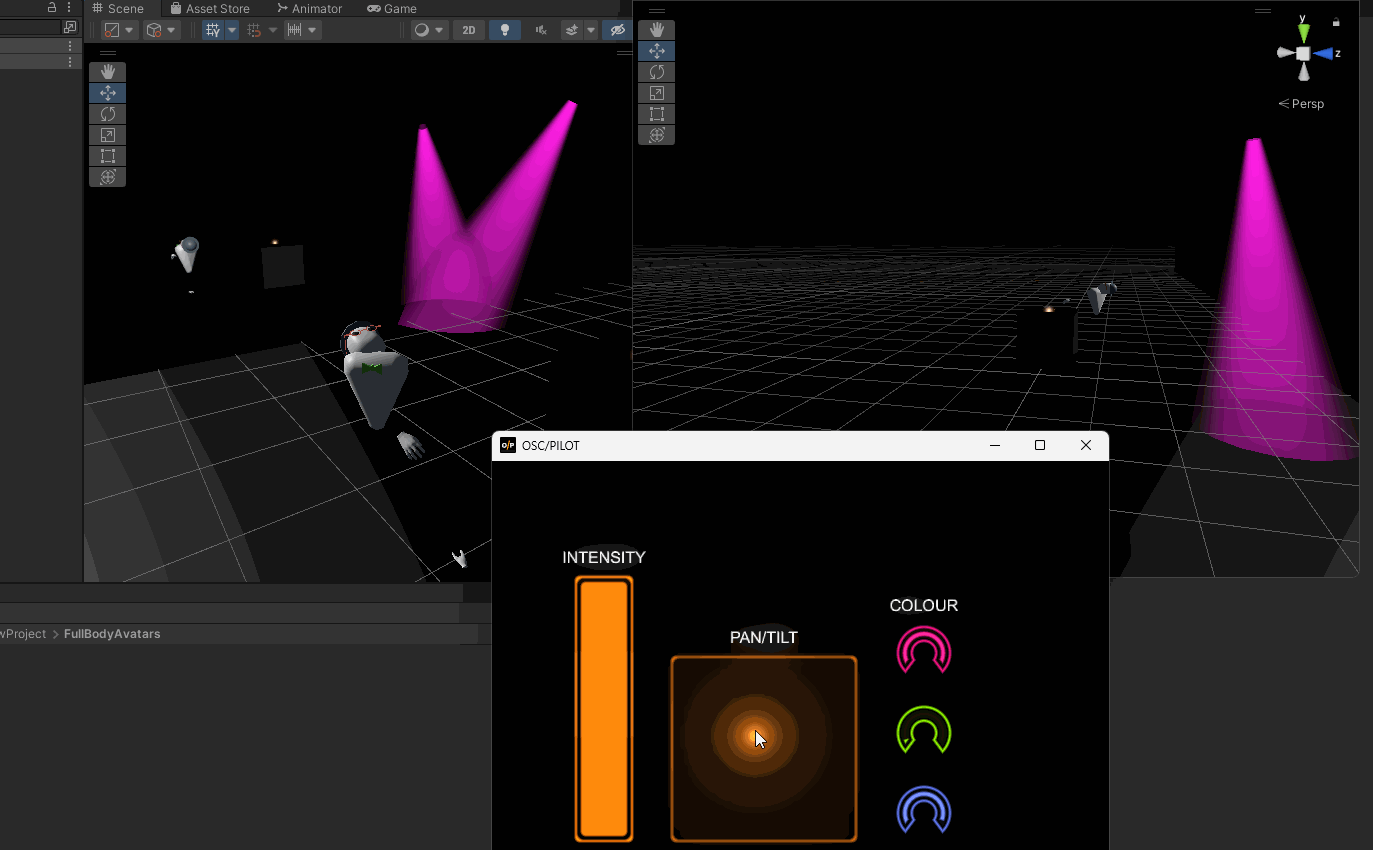 Scene
Asset Store
Animator
Game
2D
y
z
Persp
O/P
OSC/PILOT
INTENSITY
PAN/TILT
COLOUR
wProject > FullBodyAvatars